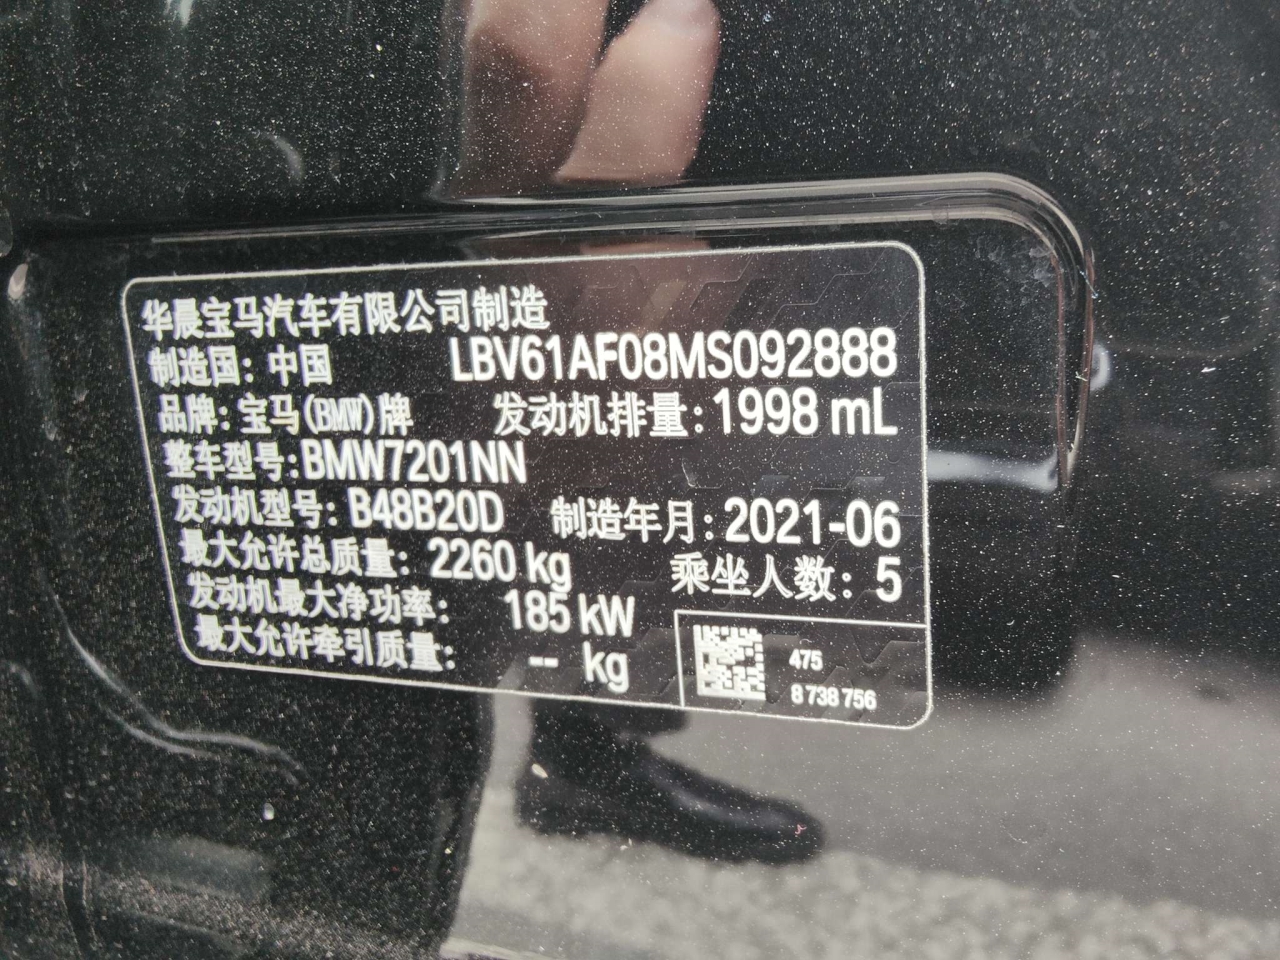 华晨宝马汽车有限公司制造
制造国：中国 LBV61AF08MS092888
品牌：宝马(BMW)牌 发动机排量：1998 mL
整车型号：BMW7201NN
发动机型号：B48B20D 制造年月：2021-06
最大允许总质量：2260 kg 乘坐人数：5
发动机最大净功率：185 kW
最大允许牵引质量：-- kg
475
8 738 756